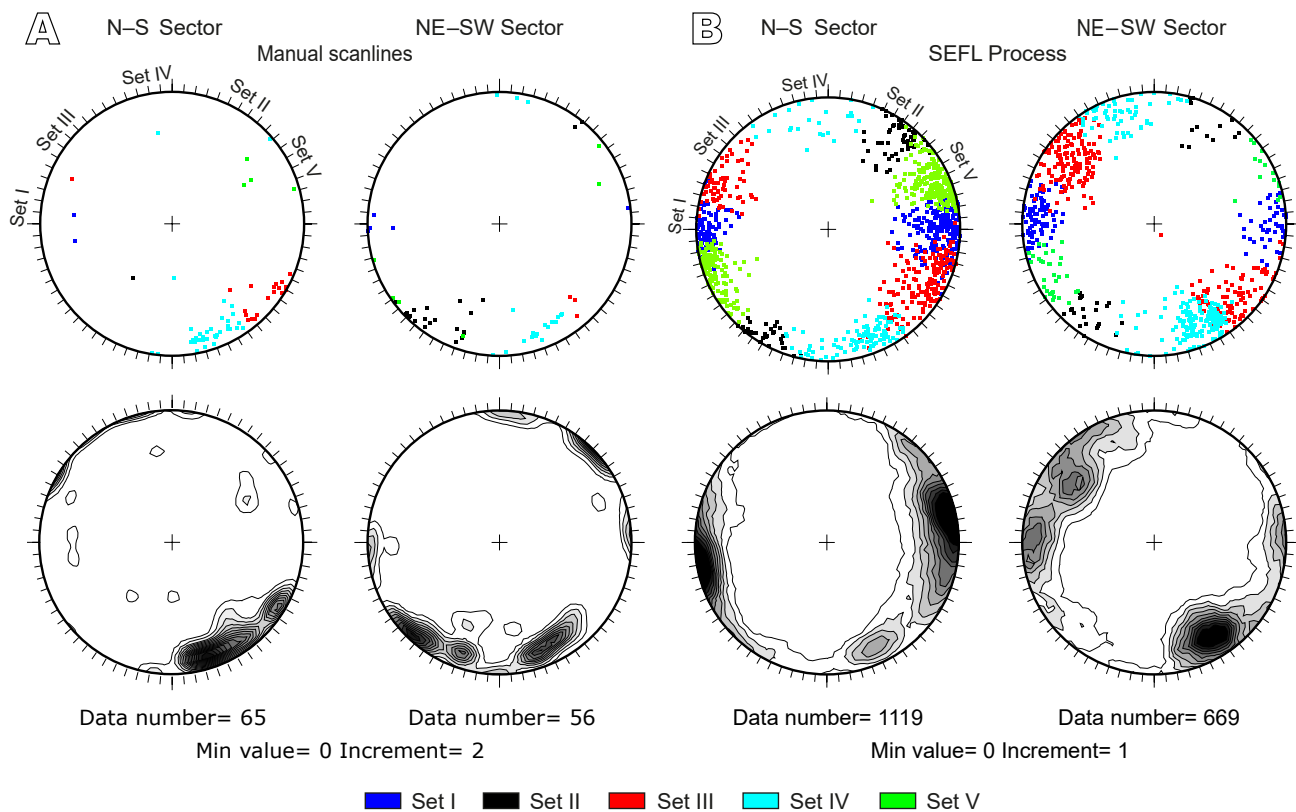 A
N–S Sector
NE–SW Sector
Manual scanlines
B
N–S Sector
NE–SW Sector
SEFL Process
Set I
Set III
Set IV
Set II
Set V
Set I
Set III
Set IV
Set II
Set V
Data number= 65
Data number= 56
Min value= 0 Increment= 2
Data number= 1119
Data number= 669
Min value= 0 Increment= 1
Set I
Set II
Set III
Set IV
Set V